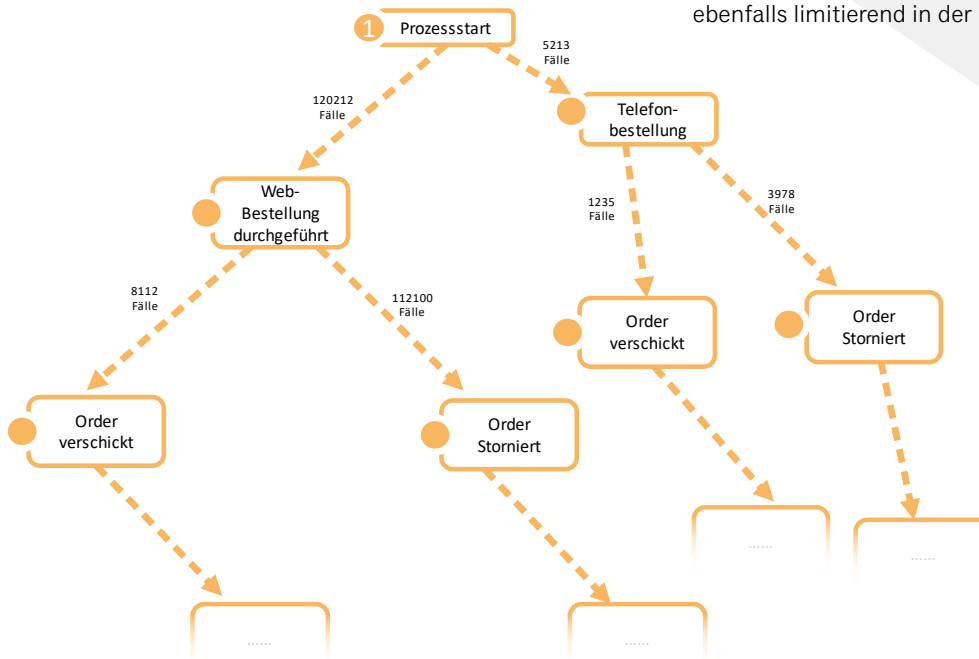 ebenfalls limitierend in der
1
Prozessstart
5213
Fälle
120212
Fälle
Telefon-
bestellung
Web-
Bestellung
durchgeführt
1235
Fälle
3978
Fälle
8112
Fälle
112100
Fälle
Order
verschickt
Order
Storniert
Order
verschickt
Order
Storniert
......
......
......
......